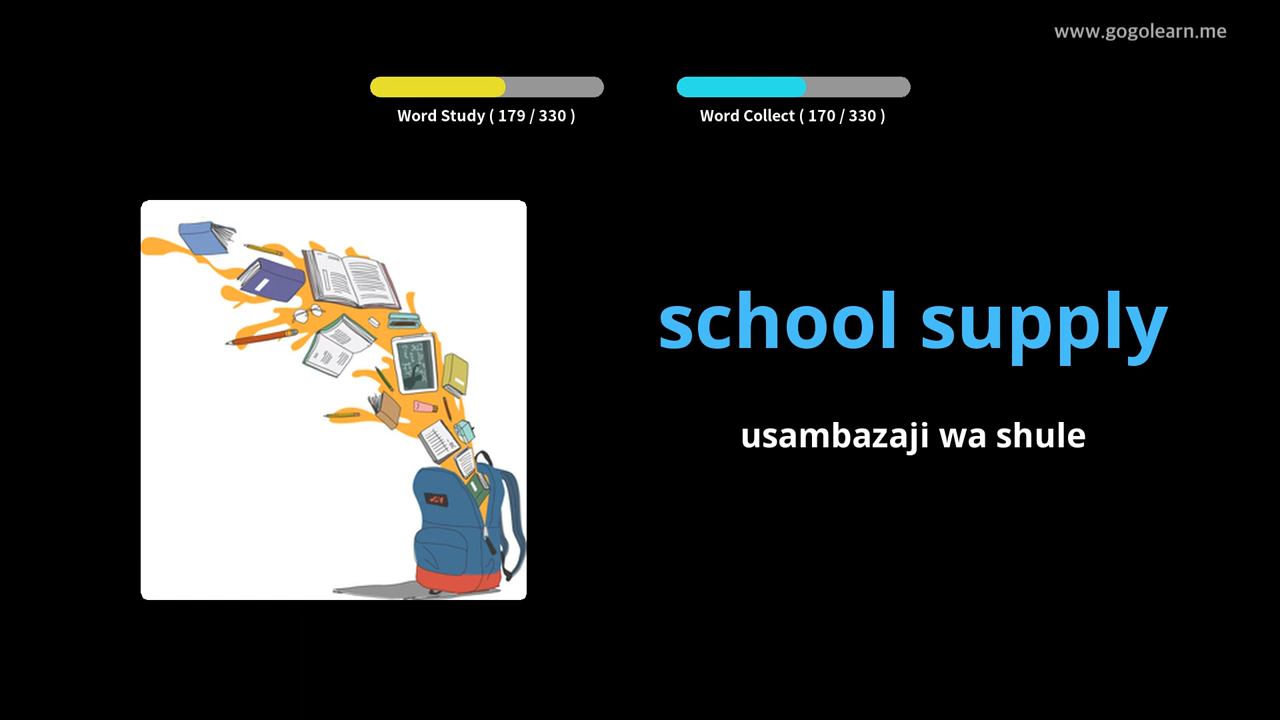 www.gogolearn.me
Word Study ( 179 / 330 )
Word Collect ( 170 / 330 )
school supply
usambazaji wa shule